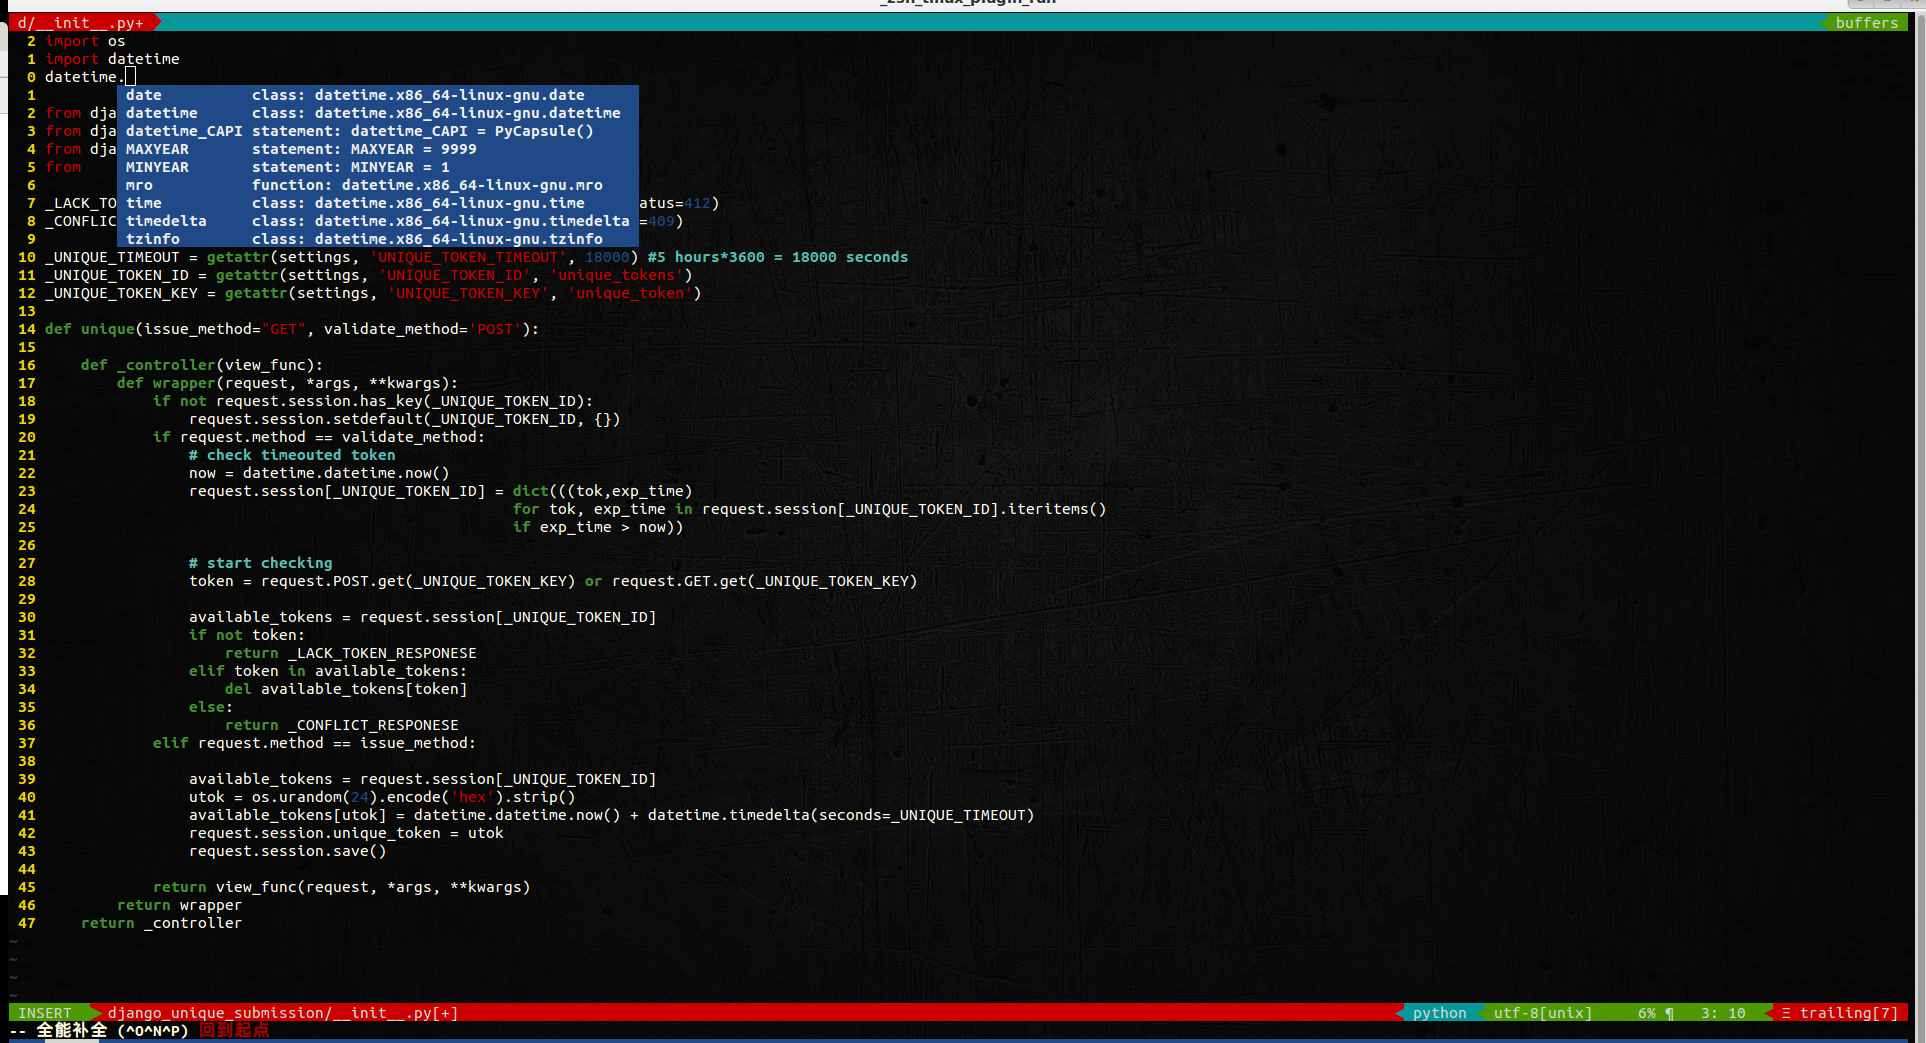 _zsh_tmux_plugin_run
d/__init__.py+ buffers
2 import os
1 import datetime
0 datetime.
1 date class: datetime.x86_64-linux-gnu.date
2 from dja datetime class: datetime.x86_64-linux-gnu.datetime
3 from dja datetime_CAPI statement: datetime_CAPI = PyCapsule()
4 from dja MAXYEAR statement: MAXYEAR = 9999
5 from MINYEAR statement: MINYEAR = 1
6 mro function: datetime.x86_64-linux-gnu.mro
7 _LACK_TO time class: datetime.x86_64-linux-gnu.time atus=412)
8 _CONFLIC timedelta class: datetime.x86_64-linux-gnu.timedelta =409)
9 tzinfo class: datetime.x86_64-linux-gnu.tzinfo
10 _UNIQUE_TIMEOUT = getattr(settings, 'UNIQUE_TOKEN_TIMEOUT', 18000) #5 hours*3600 = 18000 seconds
11 _UNIQUE_TOKEN_ID = getattr(settings, 'UNIQUE_TOKEN_ID', 'unique_tokens')
12 _UNIQUE_TOKEN_KEY = getattr(settings, 'UNIQUE_TOKEN_KEY', 'unique_token')
13
14 def unique(issue_method="GET", validate_method='POST'):
15
16 def _controller(view_func):
17 def wrapper(request, *args, **kwargs):
18 if not request.session.has_key(_UNIQUE_TOKEN_ID):
19 request.session.setdefault(_UNIQUE_TOKEN_ID, {})
20 if request.method == validate_method:
21 # check timeouted token
22 now = datetime.datetime.now()
23 request.session[_UNIQUE_TOKEN_ID] = dict(((tok,exp_time)
24 for tok, exp_time in request.session[_UNIQUE_TOKEN_ID].iteritems()
25 if exp_time > now))
26
27 # start checking
28 token = request.POST.get(_UNIQUE_TOKEN_KEY) or request.GET.get(_UNIQUE_TOKEN_KEY)
29
30 available_tokens = request.session[_UNIQUE_TOKEN_ID]
31 if not token:
32 return _LACK_TOKEN_RESPONESE
33 elif token in available_tokens:
34 del available_tokens[token]
35 else:
36 return _CONFLICT_RESPONESE
37 elif request.method == issue_method:
38
39 available_tokens = request.session[_UNIQUE_TOKEN_ID]
40 utok = os.urandom(24).encode('hex').strip()
41 available_tokens[utok] = datetime.datetime.now() + datetime.timedelta(seconds=_UNIQUE_TIMEOUT)
42 request.session.unique_token = utok
43 request.session.save()
44
45 return view_func(request, *args, **kwargs)
46 return wrapper
47 return _controller
~
~
~
~
INSERT django_unique_submission/__init__.py[+] python utf-8[unix] 6% ¶ 3: 10 Ξ trailing[7]
-- 全能补全 (^O^N^P) 回到起点